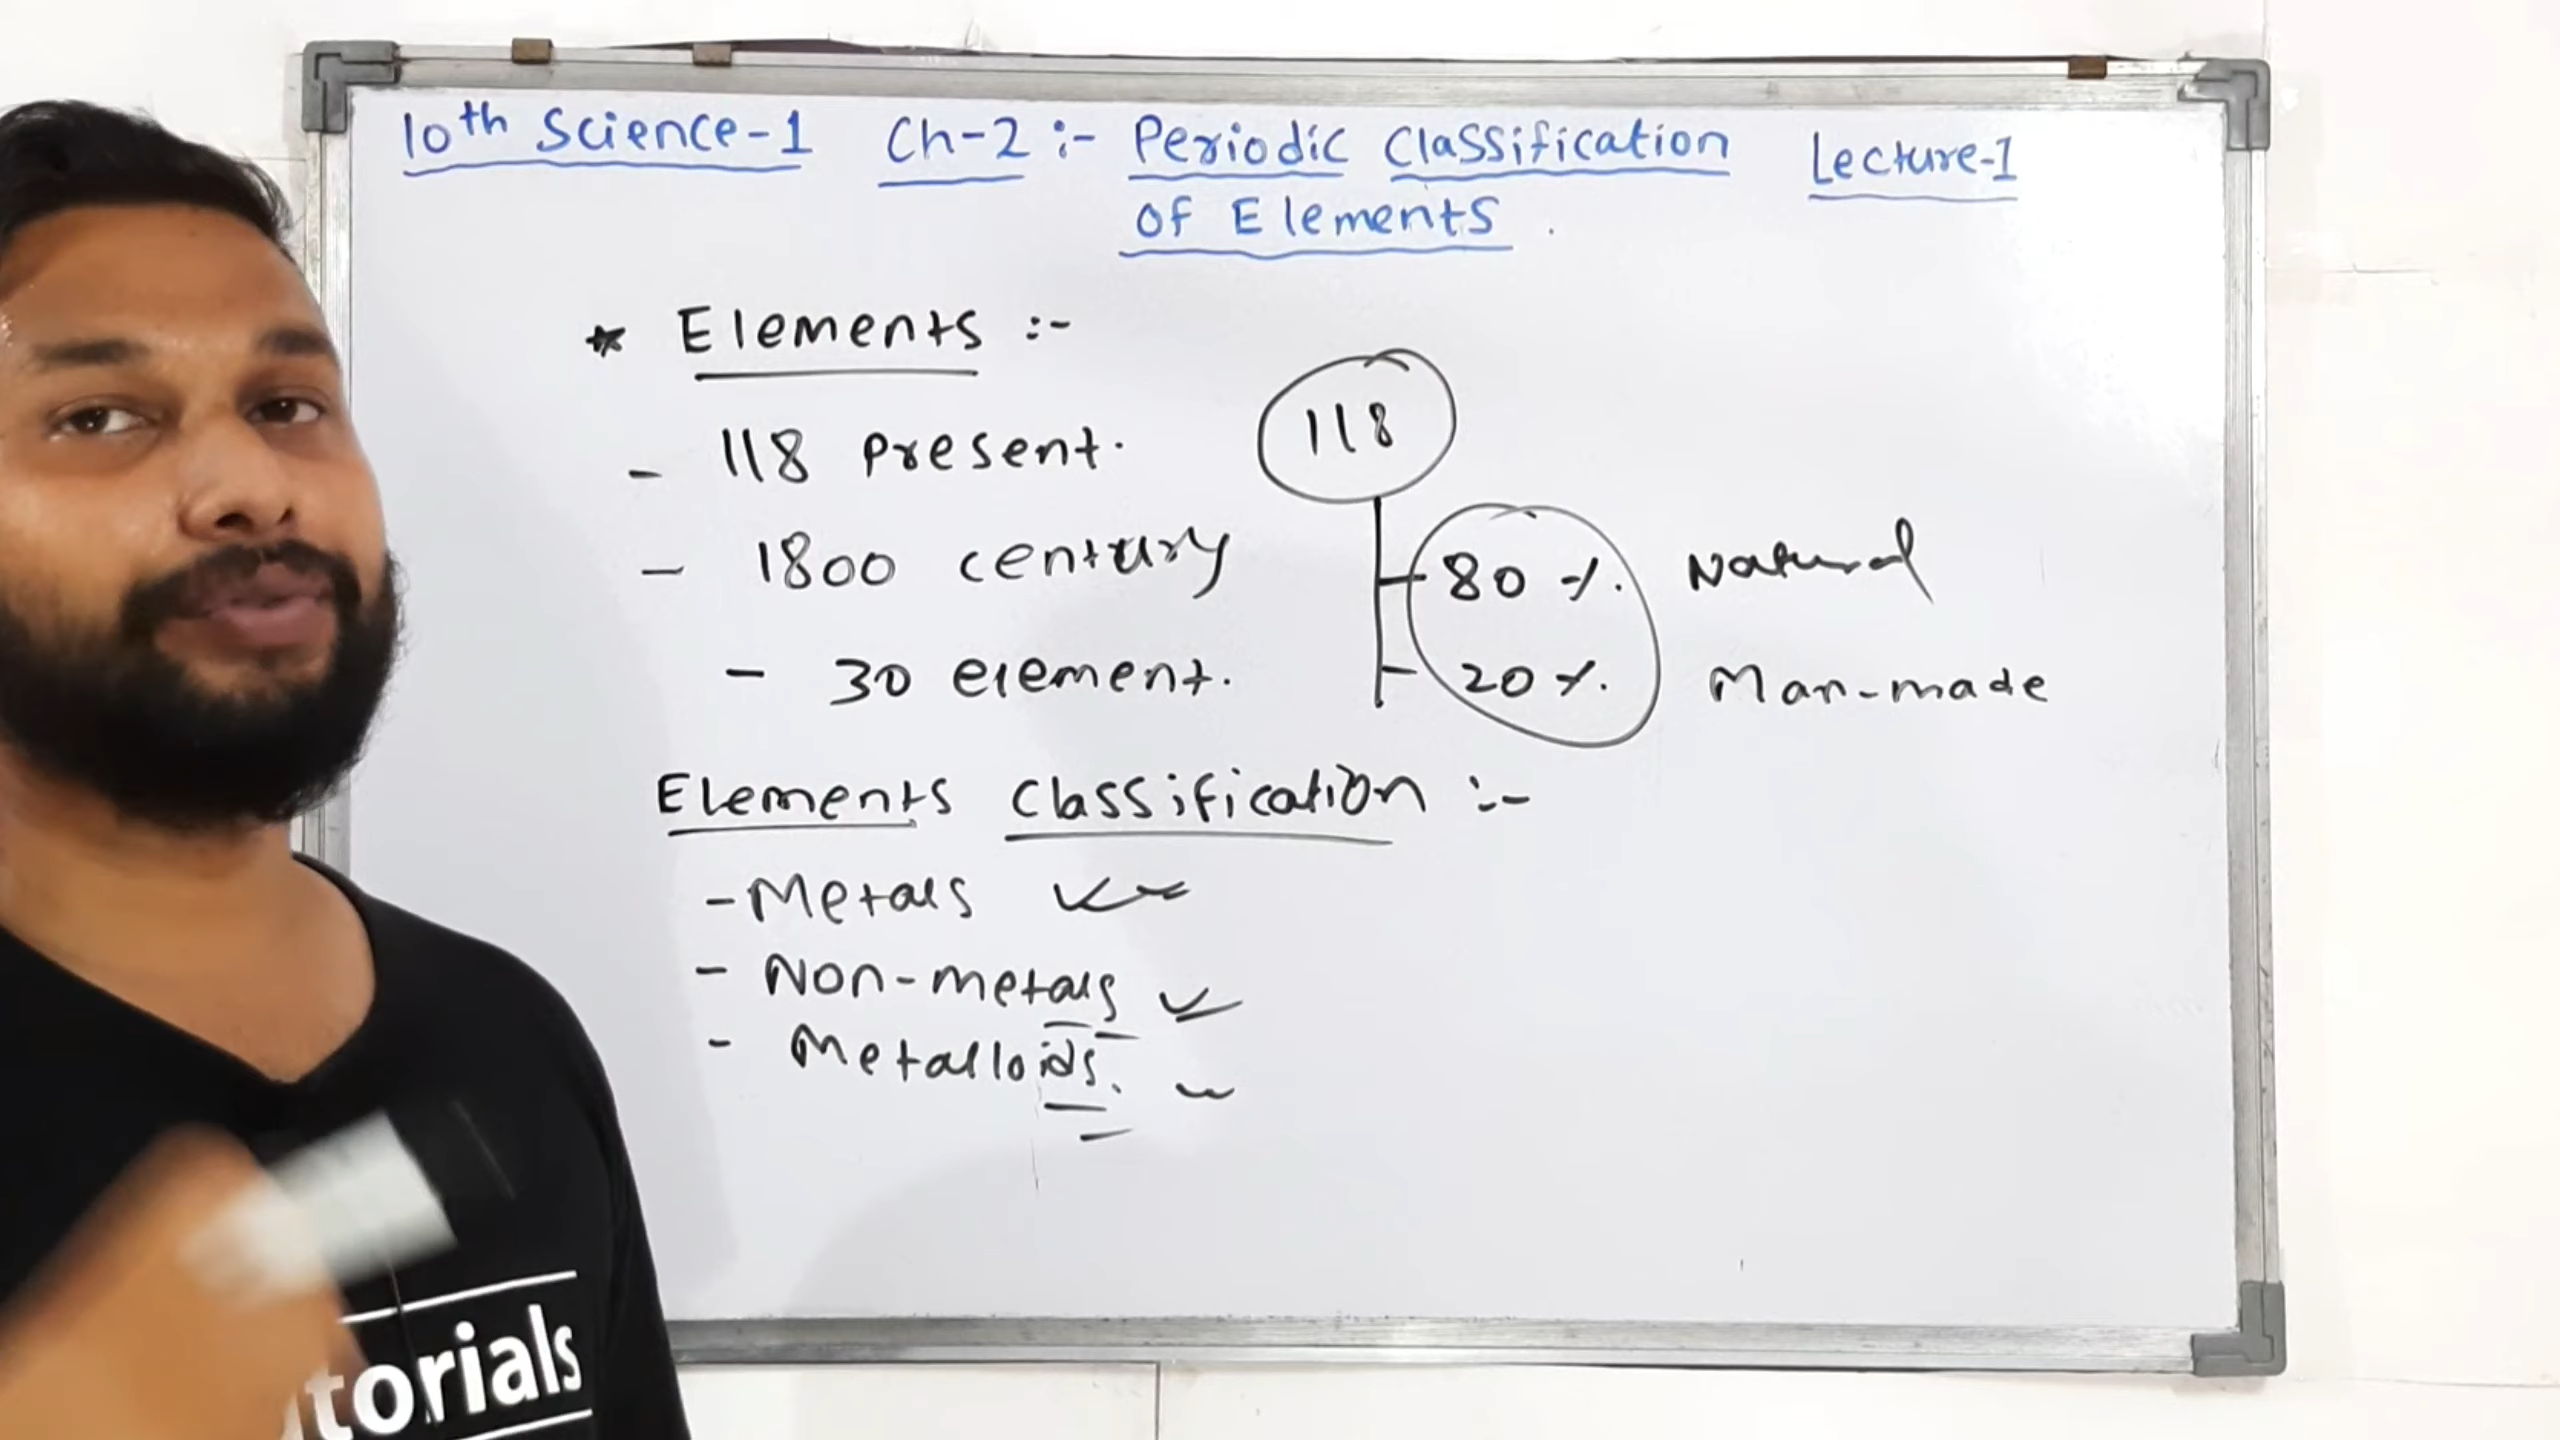 10th Science-1 Ch-2 :- Periodic Classification Lecture-1
of Elements .
* Elements :-
118
- 118 Present.
- 1800 century
80 %. Natural
- 30 element.
20 %. Man-made
Elements Classification :-
- Metals
- Non-metals
- Metalloids.
torials